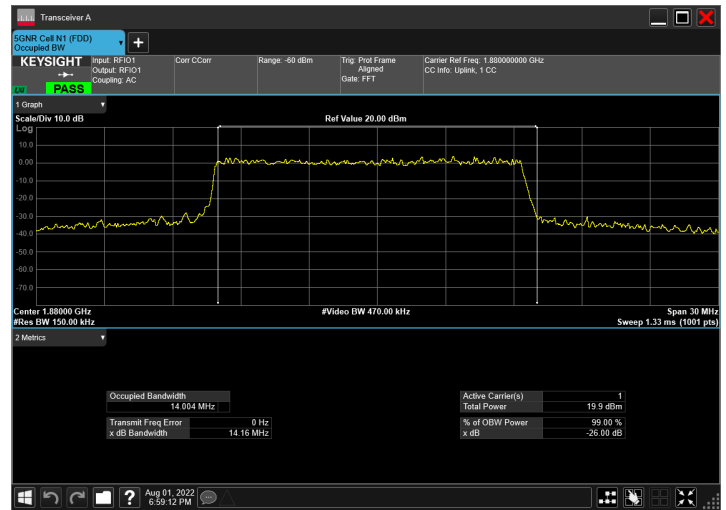 Transceiver A
5GNR Cell N1 (FDD)
Occupied BW
KEYSIGHT
LXI
PASS
Input: RFIO1
Output: RFIO1
Coupling: AC
Corr CCorr
Range: -60 dBm
Trig: Prot Frame
Aligned
Gate: FFT
Carrier Ref Freq: 1.880000000 GHz
CC Info: Uplink, 1 CC
1 Graph
Scale/Div 10.0 dB
Ref Value 20.00 dBm
Log
10.0
0.00
-10.0
-20.0
-30.0
-40.0
-50.0
-60.0
-70.0
Center 1.88000 GHz
#Video BW 470.00 kHz
Span 30 MHz
#Res BW 150.00 kHz
Sweep 1.33 ms (1001 pts)
2 Metrics
Occupied Bandwidth
14.004 MHz
Transmit Freq Error 0 Hz
x dB Bandwidth 14.16 MHz
Active Carrier(s) 1
Total Power 19.9 dBm
% of OBW Power 99.00 %
x dB -26.00 dB
?
Aug 01, 2022
6:59:12 PM